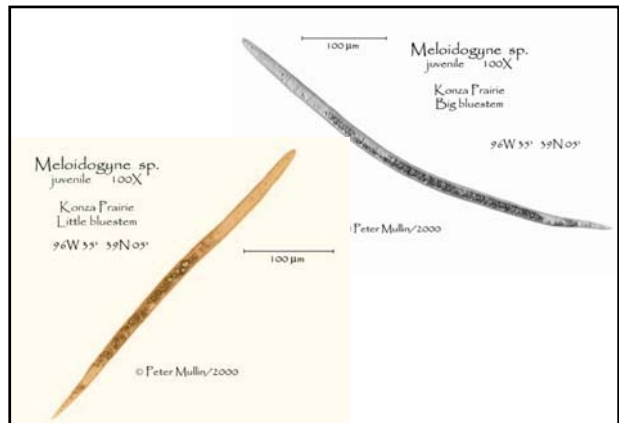 100 µm
Meloidogyne sp.
juvenile 100X
Konza Prairie
Big bluestem
96W 35' 39N 05'
Peter Mullin/2000
Meloidogyne sp.
juvenile 100X
Konza Prairie
Little bluestem
96W 35' 39N 05'
100 µm
© Peter Mullin/2000